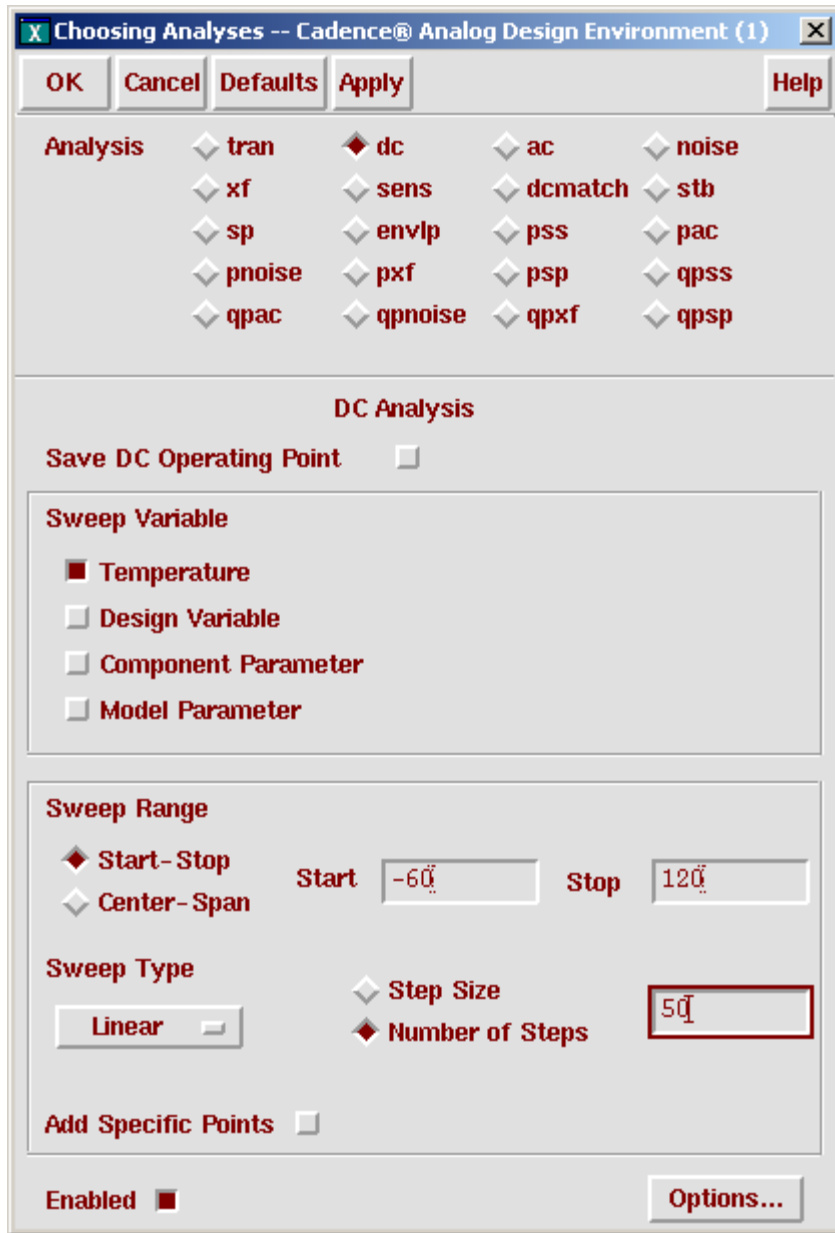 X Choosing Analyses -- Cadence® Analog Design Environment (1)
OK Cancel Defaults Apply Help
Analysis tran dc ac noise
xf sens dcmatch stb
sp envlp pss pac
pnoise pxf psp qpss
qpac qpnoise qpxf qpsp
DC Analysis
Save DC Operating Point
Sweep Variable
Temperature
Design Variable
Component Parameter
Model Parameter
Sweep Range
Start-Stop
Center-Span
Start -60 Stop 120
Sweep Type
Linear
Step Size
Number of Steps
50
Add Specific Points
Enabled Options...